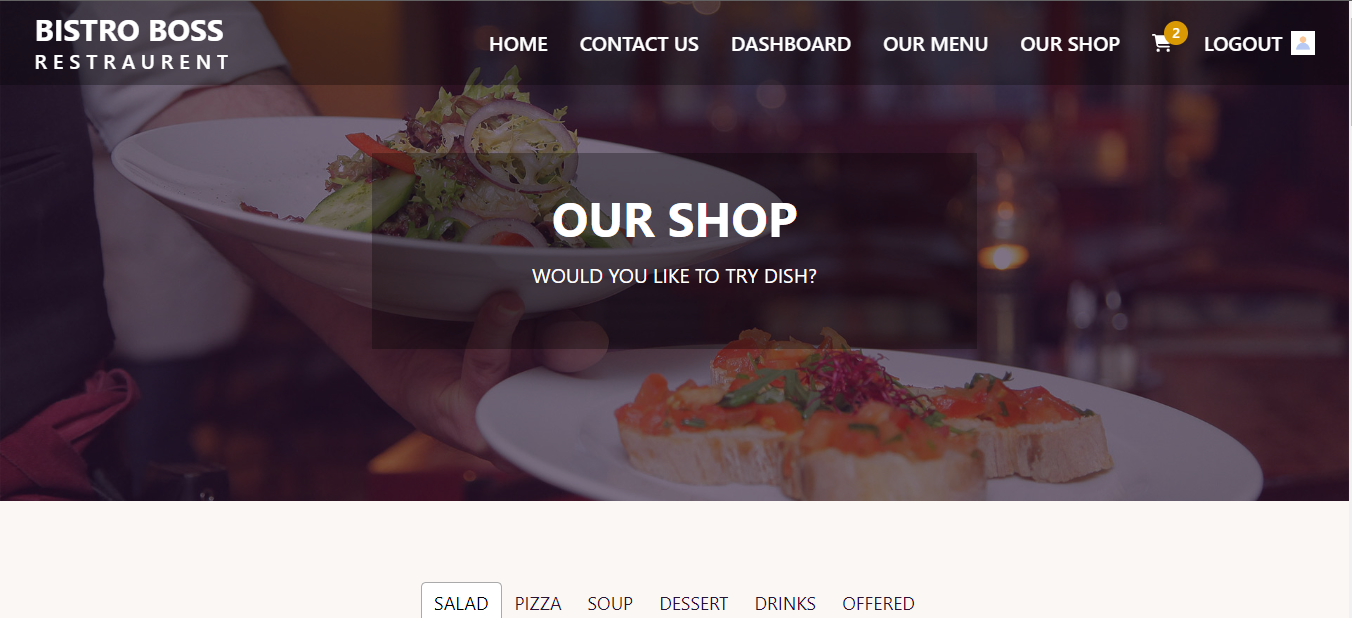 BISTRO BOSS
RESTRAURENT
HOME CONTACT US DASHBOARD OUR MENU OUR SHOP 2 LOGOUT
OUR SHOP
WOULD YOU LIKE TO TRY DISH?
SALAD PIZZA SOUP DESSERT DRINKS OFFERED